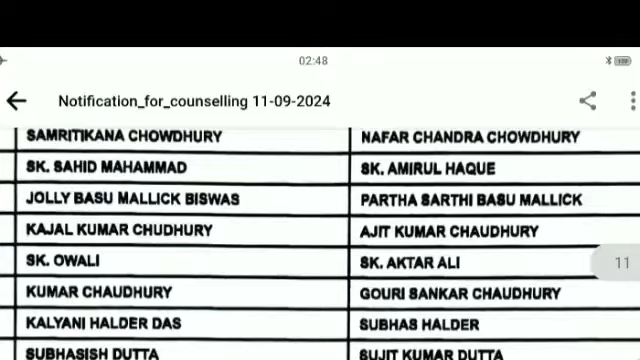 02:48
Notification_for_counselling 11-09-2024
SAMRITIKANA CHOWDHURY NAFAR CHANDRA CHOWDHURY
SK. SAHID MAHAMMAD SK. AMIRUL HAQUE
JOLLY BASU MALLICK BISWAS PARTHA SARTHI BASU MALLICK
KAJAL KUMAR CHUDHURY AJIT KUMAR CHAUDHURY
SK. OWALI SK. AKTAR ALI
11
KUMAR CHAUDHURY GOURI SANKAR CHAUDHURY
KALYANI HALDER DAS SUBHAS HALDER
SUBHASISH DUTTA SUJIT KUMAR DUTTA